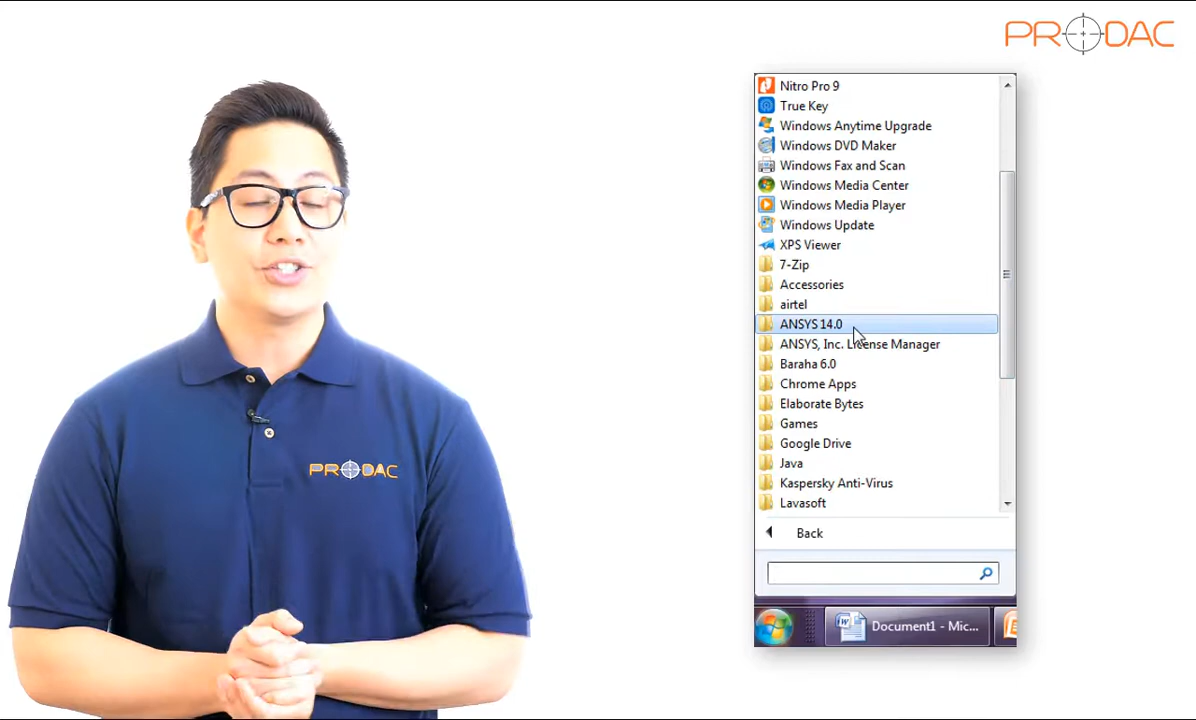 PRODAC
Nitro Pro 9
True Key
Windows Anytime Upgrade
Windows DVD Maker
Windows Fax and Scan
Windows Media Center
Windows Media Player
Windows Update
XPS Viewer
7-Zip
Accessories
airtel
ANSYS 14.0
ANSYS, Inc. License Manager
Baraha 6.0
Chrome Apps
Elaborate Bytes
Games
Google Drive
Java
Kaspersky Anti-Virus
Lavasoft
Back
Document1 - Mic...
PRODAC